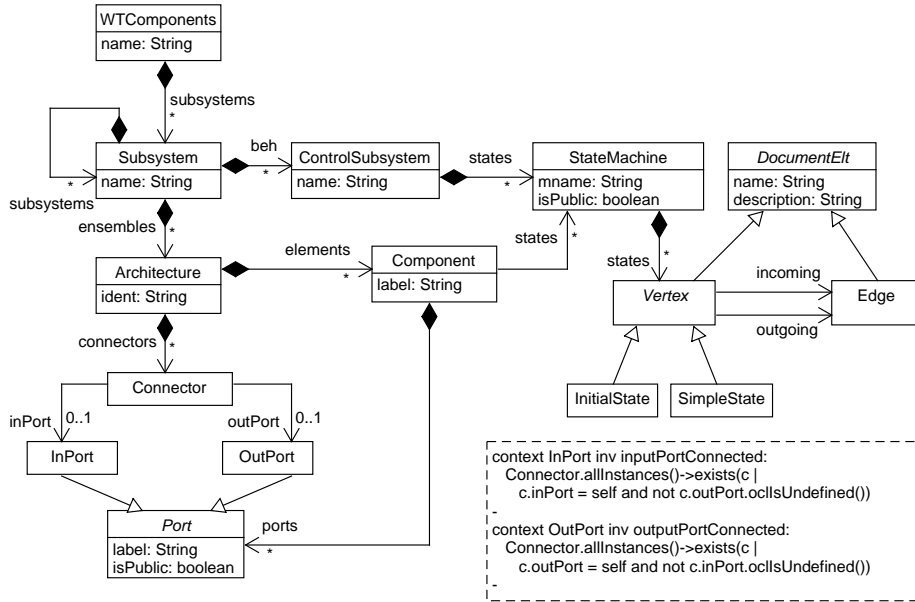 WTComponents
name: String
subsystems
*
Subsystem
name: String
*
subsystems
beh
*
ControlSubsystem
name: String
states
*
StateMachine
mname: String
isPublic: boolean
DocumentElt
name: String
description: String
ensembles
*
Architecture
ident: String
elements
*
Component
label: String
states
*
states
*
Vertex
incoming
outgoing
Edge
connectors
*
Connector
inPort
0..1
outPort
0..1
InPort
OutPort
InitialState
SimpleState
Port
label: String
isPublic: boolean
ports
*
context InPort inv inputPortConnected:
Connector.allInstances()->exists(c |
c.inPort = self and not c.outPort.oclIsUndefined())
-
context OutPort inv outputPortConnected:
Connector.allInstances()->exists(c |
c.outPort = self and not c.inPort.oclIsUndefined())
-